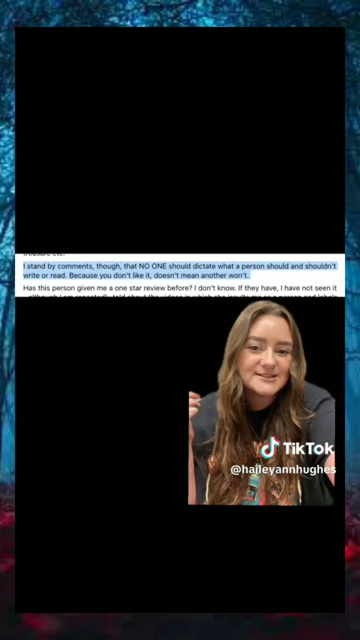 treasure etc.
I stand by comments, though, that NO ONE should dictate what a person should and shouldn't
write or read. Because you don't like it, doesn't mean another won't.
Has this person given me a one star review before? I don't know. If they have, I have not seen it
TikTok
@haileyannhughes